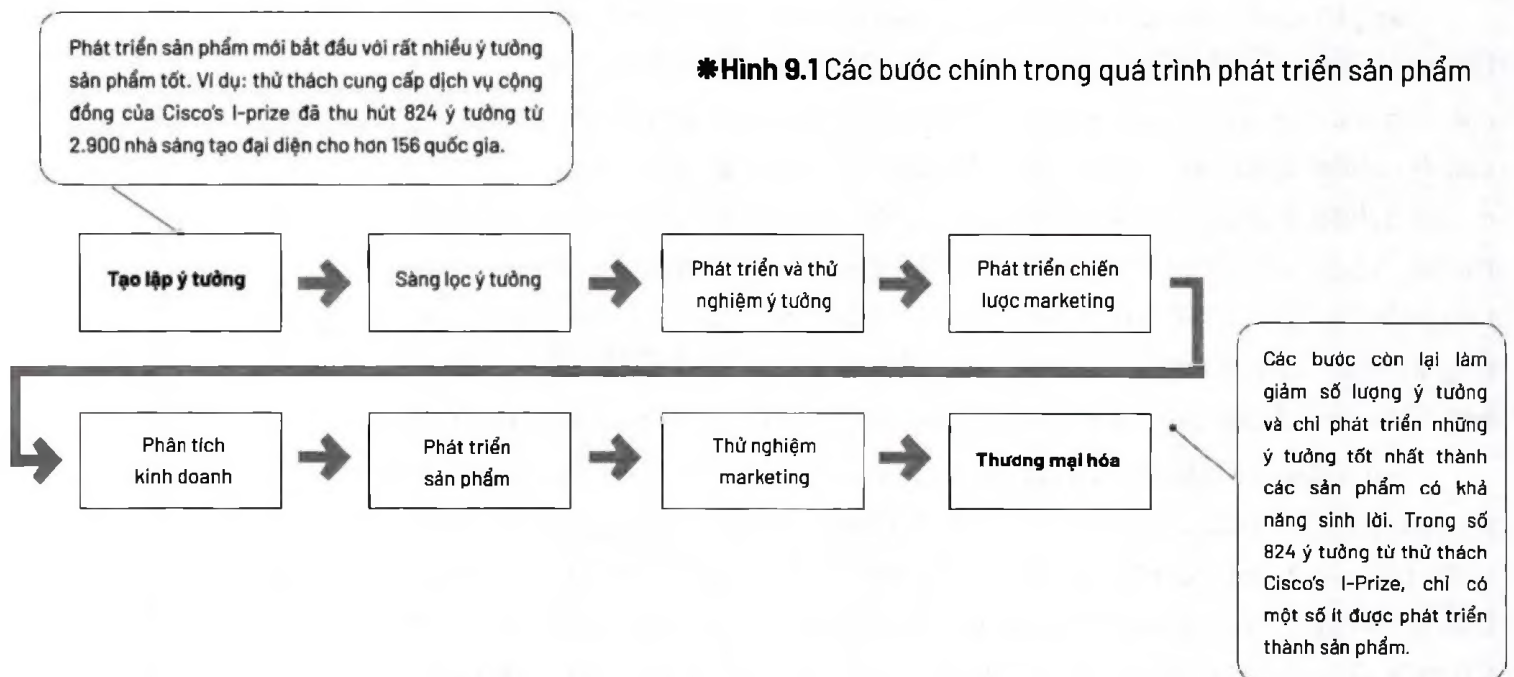 Phát triển sản phẩm mới bắt đầu với rất nhiều ý tưởng
sản phẩm tốt. Ví dụ: thử thách cung cấp dịch vụ cộng
đồng của Cisco's I-prize đã thu hút 824 ý tưởng từ
2.900 nhà sáng tạo đại diện cho hơn 156 quốc gia.
✱Hình 9.1 Các bước chính trong quá trình phát triển sản phẩm
Tạo lập ý tưởng
Sàng lọc ý tưởng
Phát triển và thử
nghiệm ý tưởng
Phát triển chiến
lược marketing
Phân tích
kinh doanh
Phát triển
sản phẩm
Thử nghiệm
marketing
Thương mại hóa
Các bước còn lại làm
giảm số lượng ý tưởng
và chỉ phát triển những
ý tưởng tốt nhất thành
các sản phẩm có khả
năng sinh lời. Trong số
824 ý tưởng từ thử thách
Cisco's I-Prize, chỉ có
một số ít được phát triển
thành sản phẩm.